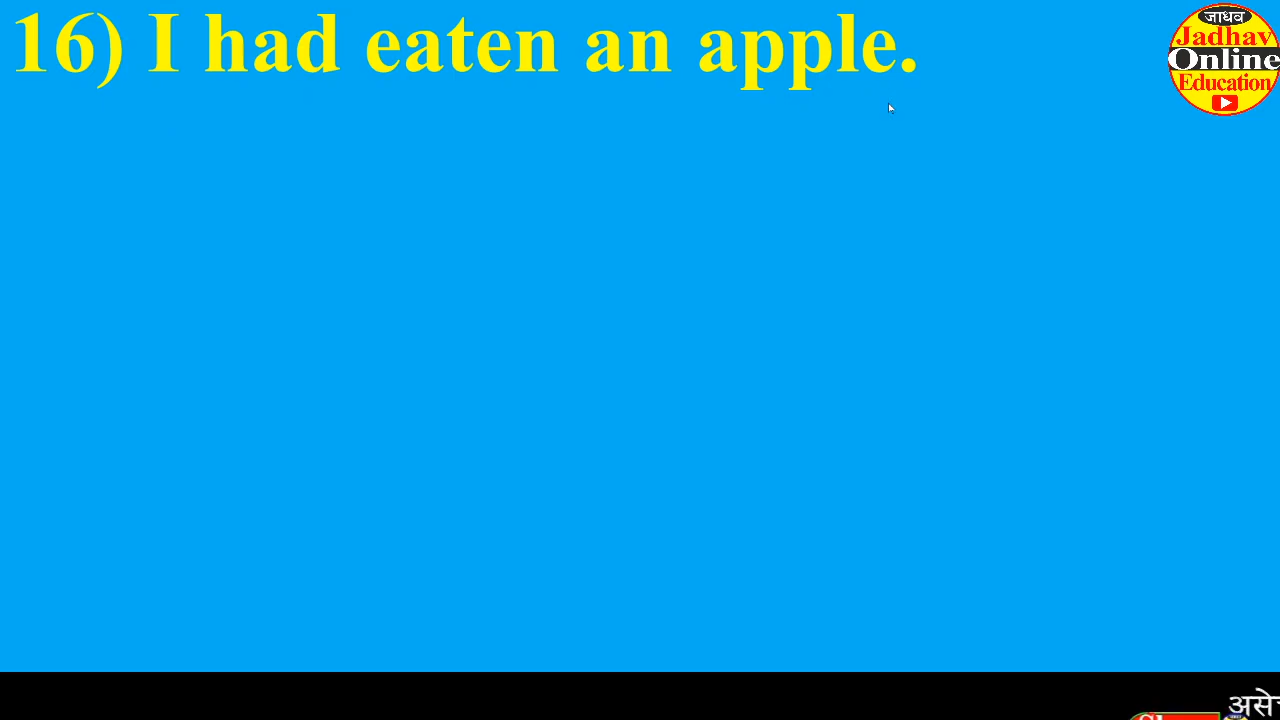 16) I had eaten an apple.
जाधव
Jadhav
Online
Education